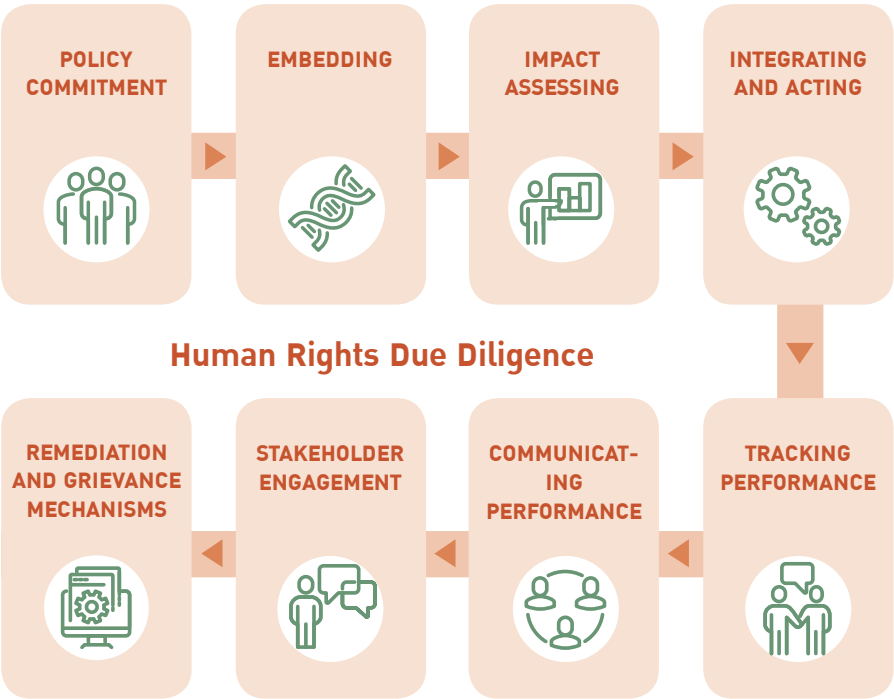 POLICY
COMMITMENT
EMBEDDING
IMPACT
ASSESSING
INTEGRATING
AND ACTING
Human Rights Due Diligence
REMEDIATION
AND GRIEVANCE
MECHANISMS
STAKEHOLDER
ENGAGEMENT
COMMUNICAT-
ING
PERFORMANCE
TRACKING
PERFORMANCE